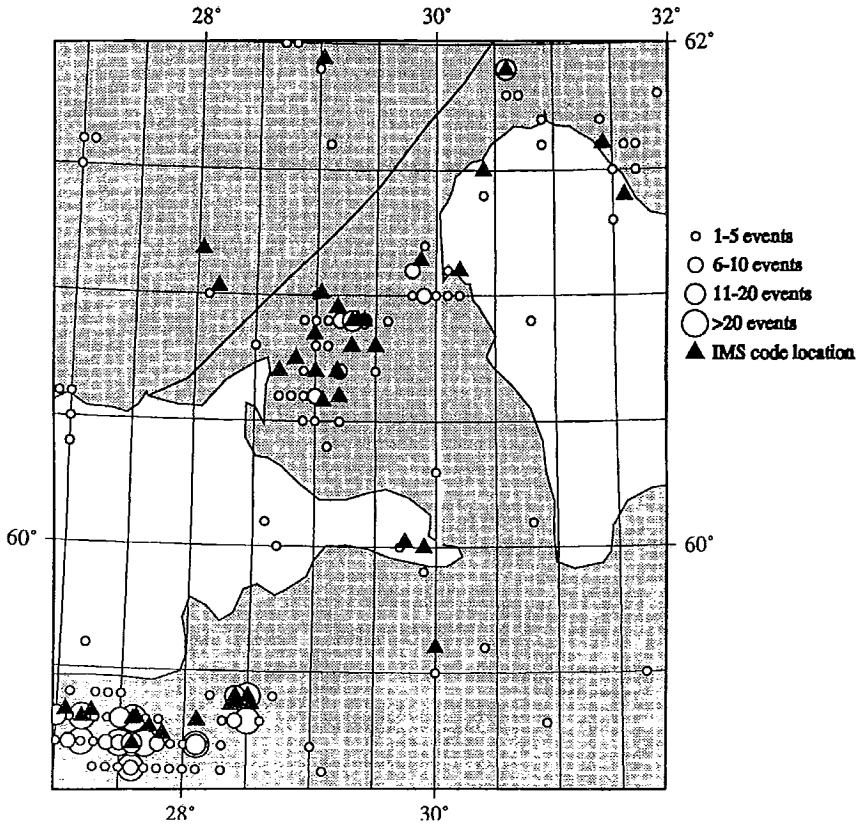 28° 30° 32°
62°
1-5 events
6-10 events
11-20 events
>20 events
IMS code location
60° 60°
28° 30°